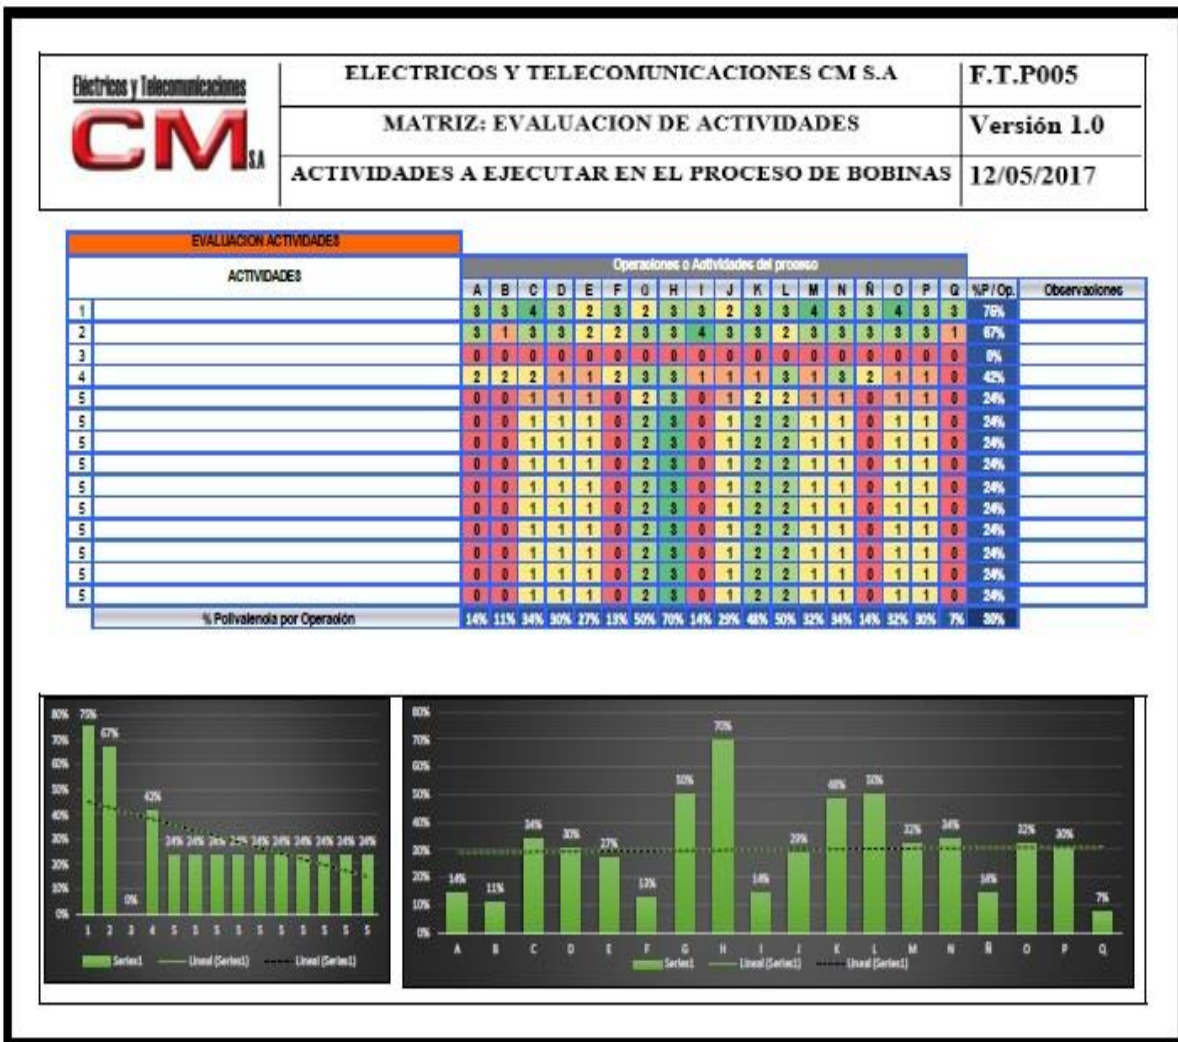 Eléctricos y Telecomunicaciones
CM S.A
ELECTRICOS Y TELECOMUNICACIONES CM S.A
F.T.P005
MATRIZ: EVALUACION DE ACTIVIDADES
Versión 1.0
ACTIVIDADES A EJECUTAR EN EL PROCESO DE BOBINAS
12/05/2017
EVALUACION ACTIVIDADES
ACTIVIDADES
Operaciones o Actividades del proceso
A B C D E F G H I J K L M N Ñ O P Q %P / Op. Observaciones
1 3 3 4 3 2 3 2 3 3 2 3 3 4 3 3 4 3 3 76%
2 3 1 3 3 2 2 3 3 4 3 3 2 3 3 3 3 3 1 67%
3 0 0 0 0 0 0 0 0 0 0 0 0 0 0 0 0 0 0 0%
4 2 2 2 1 1 2 3 3 1 1 1 3 1 3 2 1 1 0 42%
5 0 0 1 1 1 0 2 3 0 1 2 2 1 1 0 1 1 0 24%
5 0 0 1 1 1 0 2 3 0 1 2 2 1 1 0 1 1 0 24%
5 0 0 1 1 1 0 2 3 0 1 2 2 1 1 0 1 1 0 24%
5 0 0 1 1 1 0 2 3 0 1 2 2 1 1 0 1 1 0 24%
5 0 0 1 1 1 0 2 3 0 1 2 2 1 1 0 1 1 0 24%
5 0 0 1 1 1 0 2 3 0 1 2 2 1 1 0 1 1 0 24%
5 0 0 1 1 1 0 2 3 0 1 2 2 1 1 0 1 1 0 24%
5 0 0 1 1 1 0 2 3 0 1 2 2 1 1 0 1 1 0 24%
5 0 0 1 1 1 0 2 3 0 1 2 2 1 1 0 1 1 0 24%
5 0 0 1 1 1 0 2 3 0 1 2 2 1 1 0 1 1 0 24%
% Polivalencia por Operación 14% 11% 34% 30% 27% 13% 50% 70% 14% 29% 48% 50% 32% 34% 14% 32% 30% 7% 30%
80% 75%
70% 67%
60%
50%
40% 42%
30% 24% 24% 24% 24% 24% 24% 24% 24% 24% 24%
20%
10% 0%
0%
1 2 3 4 5 5 5 5 5 5 5 5 5 5
Series1 Lineal (Series1) Lineal (Series1)
80%
70% 70%
60%
50% 50% 48% 50%
40%
30% 34% 30% 27% 29% 32% 34% 32% 30%
20% 14% 11% 13% 14% 14%
10% 7%
0%
A B C D E F G H I J K L M N Ñ O P Q
Series1 Lineal (Series1) Lineal (Series1)